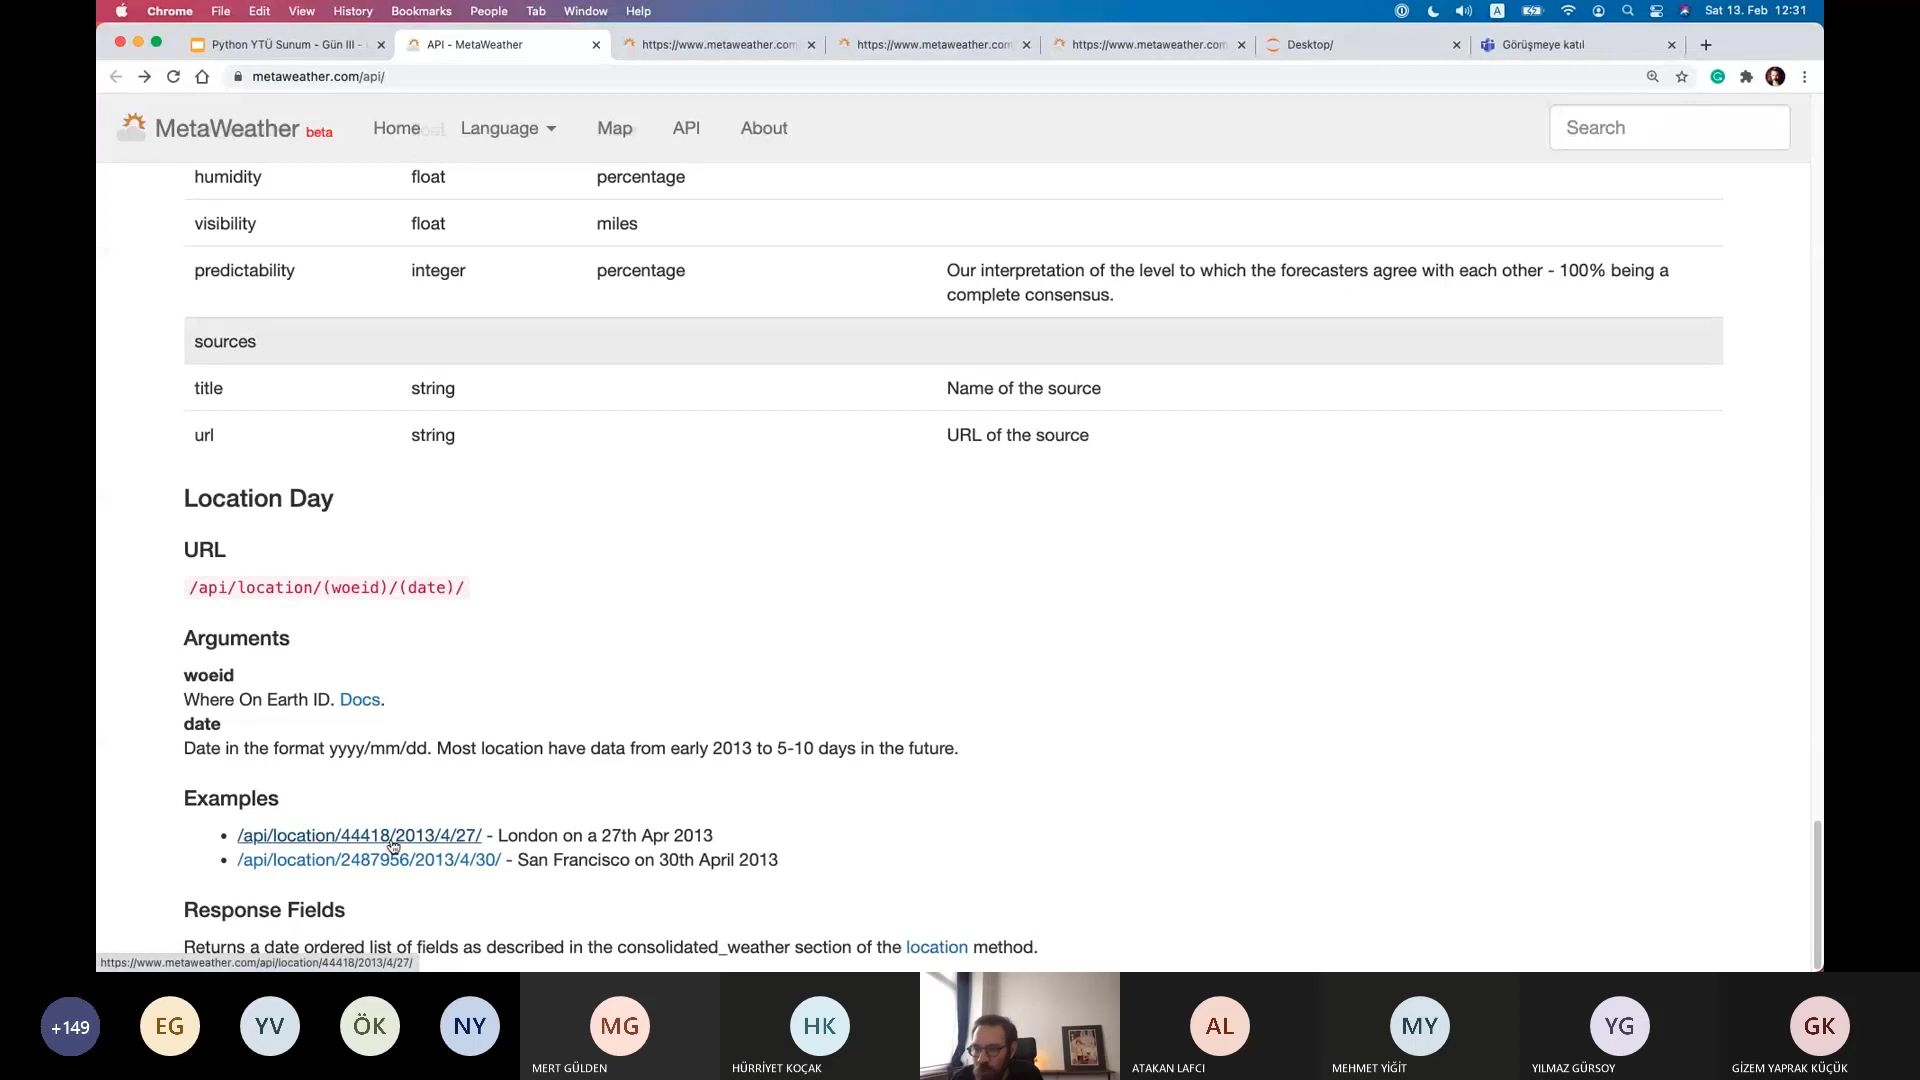 Chrome File Edit View History Bookmarks People Tab Window Help
A
Sat 13. Feb 12:31
Python YTÜ Sunum - Gün III -
API - MetaWeather
https://www.metaweather.com
https://www.metaweather.com
https://www.metaweather.com
Desktop/
Görüşmeye katıl
metaweather.com/api/
MetaWeather beta Home Language Map API About Search
humidity float percentage
visibility float miles
predictability integer percentage Our interpretation of the level to which the forecasters agree with each other - 100% being a
complete consensus.
sources
title string Name of the source
url string URL of the source
Location Day
URL
/api/location/(woeid)/(date)/
Arguments
woeid
Where On Earth ID. Docs.
date
Date in the format yyyy/mm/dd. Most location have data from early 2013 to 5-10 days in the future.
Examples
• /api/location/44418/2013/4/27/ - London on a 27th Apr 2013
• /api/location/2487956/2013/4/30/ - San Francisco on 30th April 2013
Response Fields
Returns a date ordered list of fields as described in the consolidated_weather section of the location method.
https://www.metaweather.com/api/location/44418/2013/4/27/
+149 EG YV ÖK NY MG HK AL MY YG GK
MERT GÜLDEN HÜRRİYET KOÇAK ATAKAN LAFCI MEHMET YİĞİT YILMAZ GÜRSOY GİZEM YAPRAK KÜÇÜK